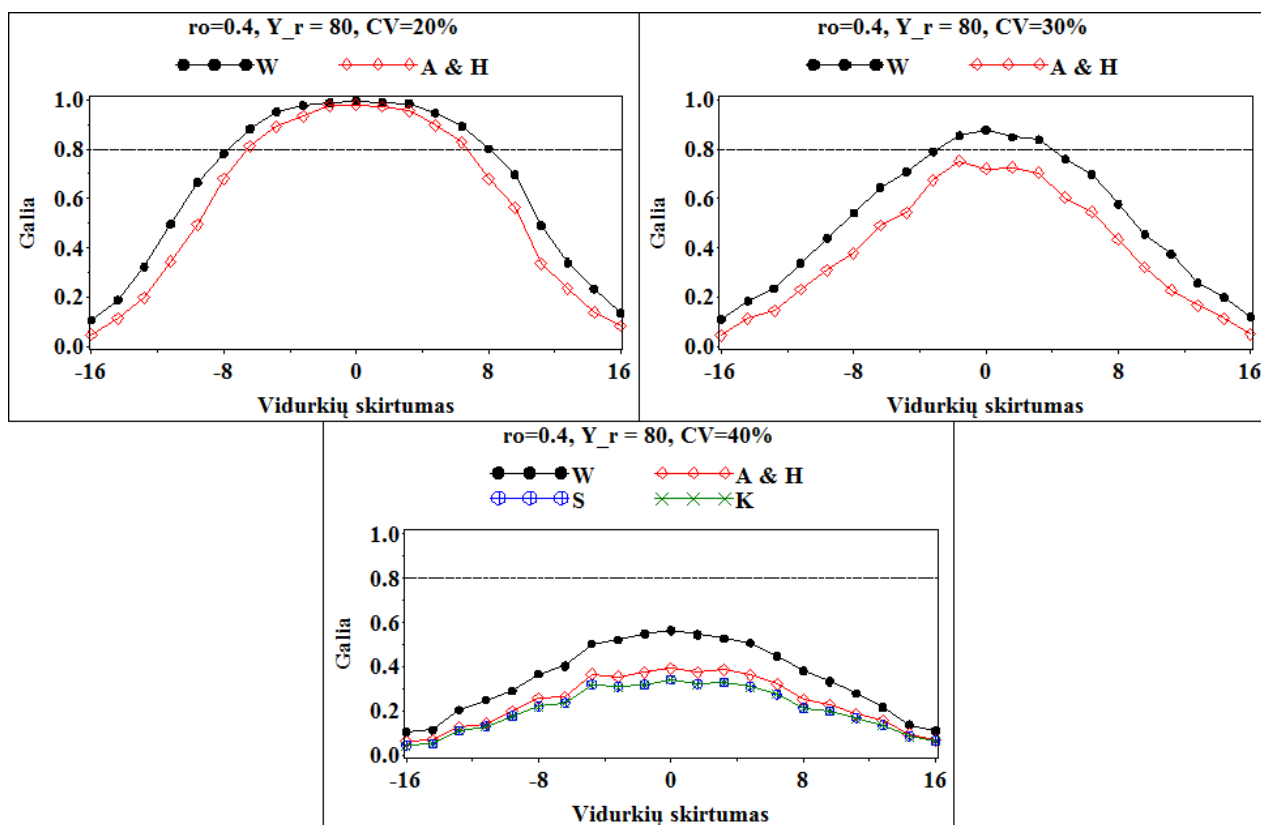 ro=0.4, Y_r = 80, CV=20%
W A & H
1.0
0.8
0.6
0.4
0.2
0.0
Galia
-16 -8 0 8 16
Vidurkių skirtumas
ro=0.4, Y_r = 80, CV=30%
W A & H
1.0
0.8
0.6
0.4
0.2
0.0
Galia
-16 -8 0 8 16
Vidurkių skirtumas
ro=0.4, Y_r = 80, CV=40%
W A & H
S K
1.0
0.8
0.6
0.4
0.2
0.0
Galia
-16 -8 0 8 16
Vidurkių skirtumas